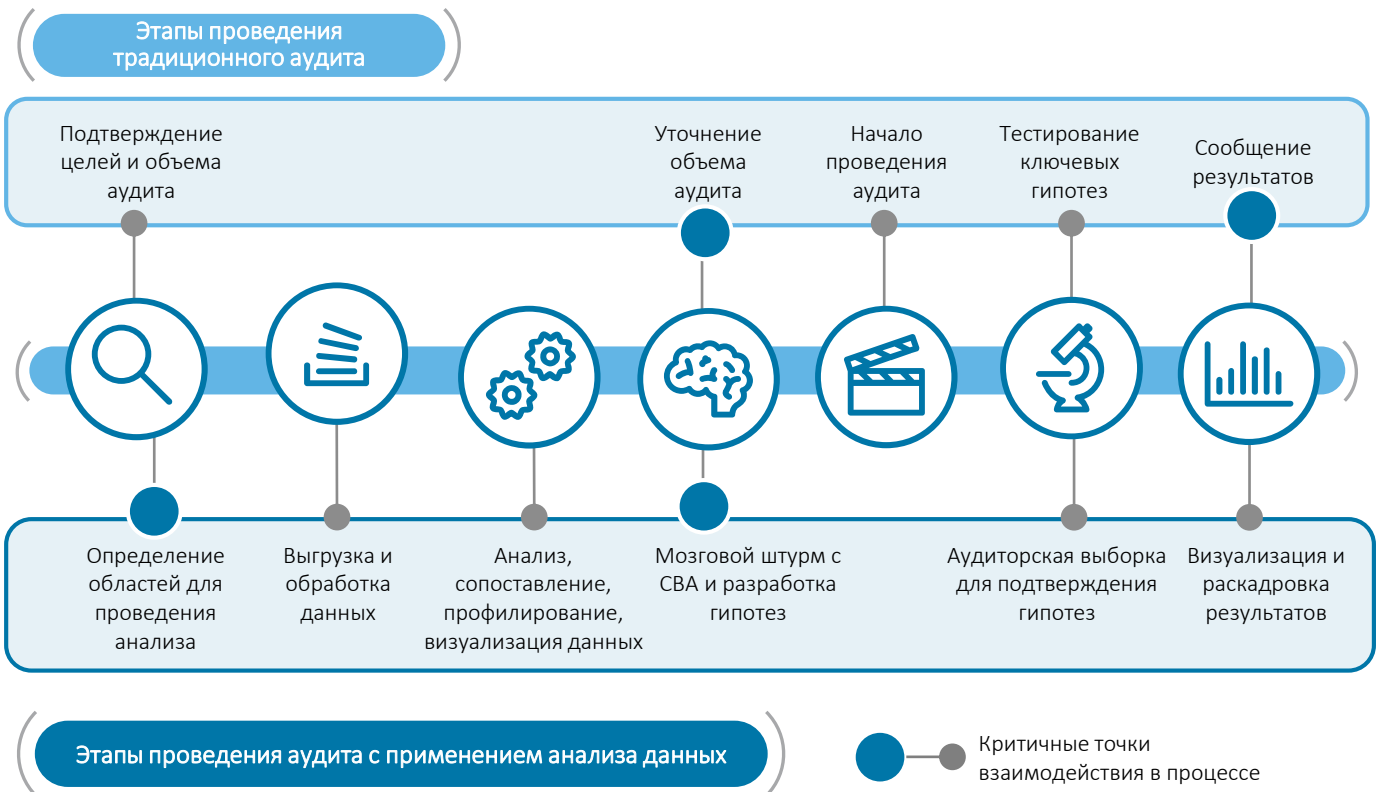 Этапы проведения
традиционного аудита
Подтверждение
целей и объема
аудита
Уточнение
объема
аудита
Начало
проведения
аудита
Тестирование
ключевых
гипотез
Сообщение
результатов
Определение
областей для
проведения
анализа
Выгрузка и
обработка
данных
Анализ,
сопоставление,
профилирование,
визуализация данных
Мозговой штурм с
СВА и разработка
гипотез
Аудиторская выборка
для подтверждения
гипотез
Визуализация и
раскадровка
результатов
Этапы проведения аудита с применением анализа данных
Критичные точки
взаимодействия в процессе